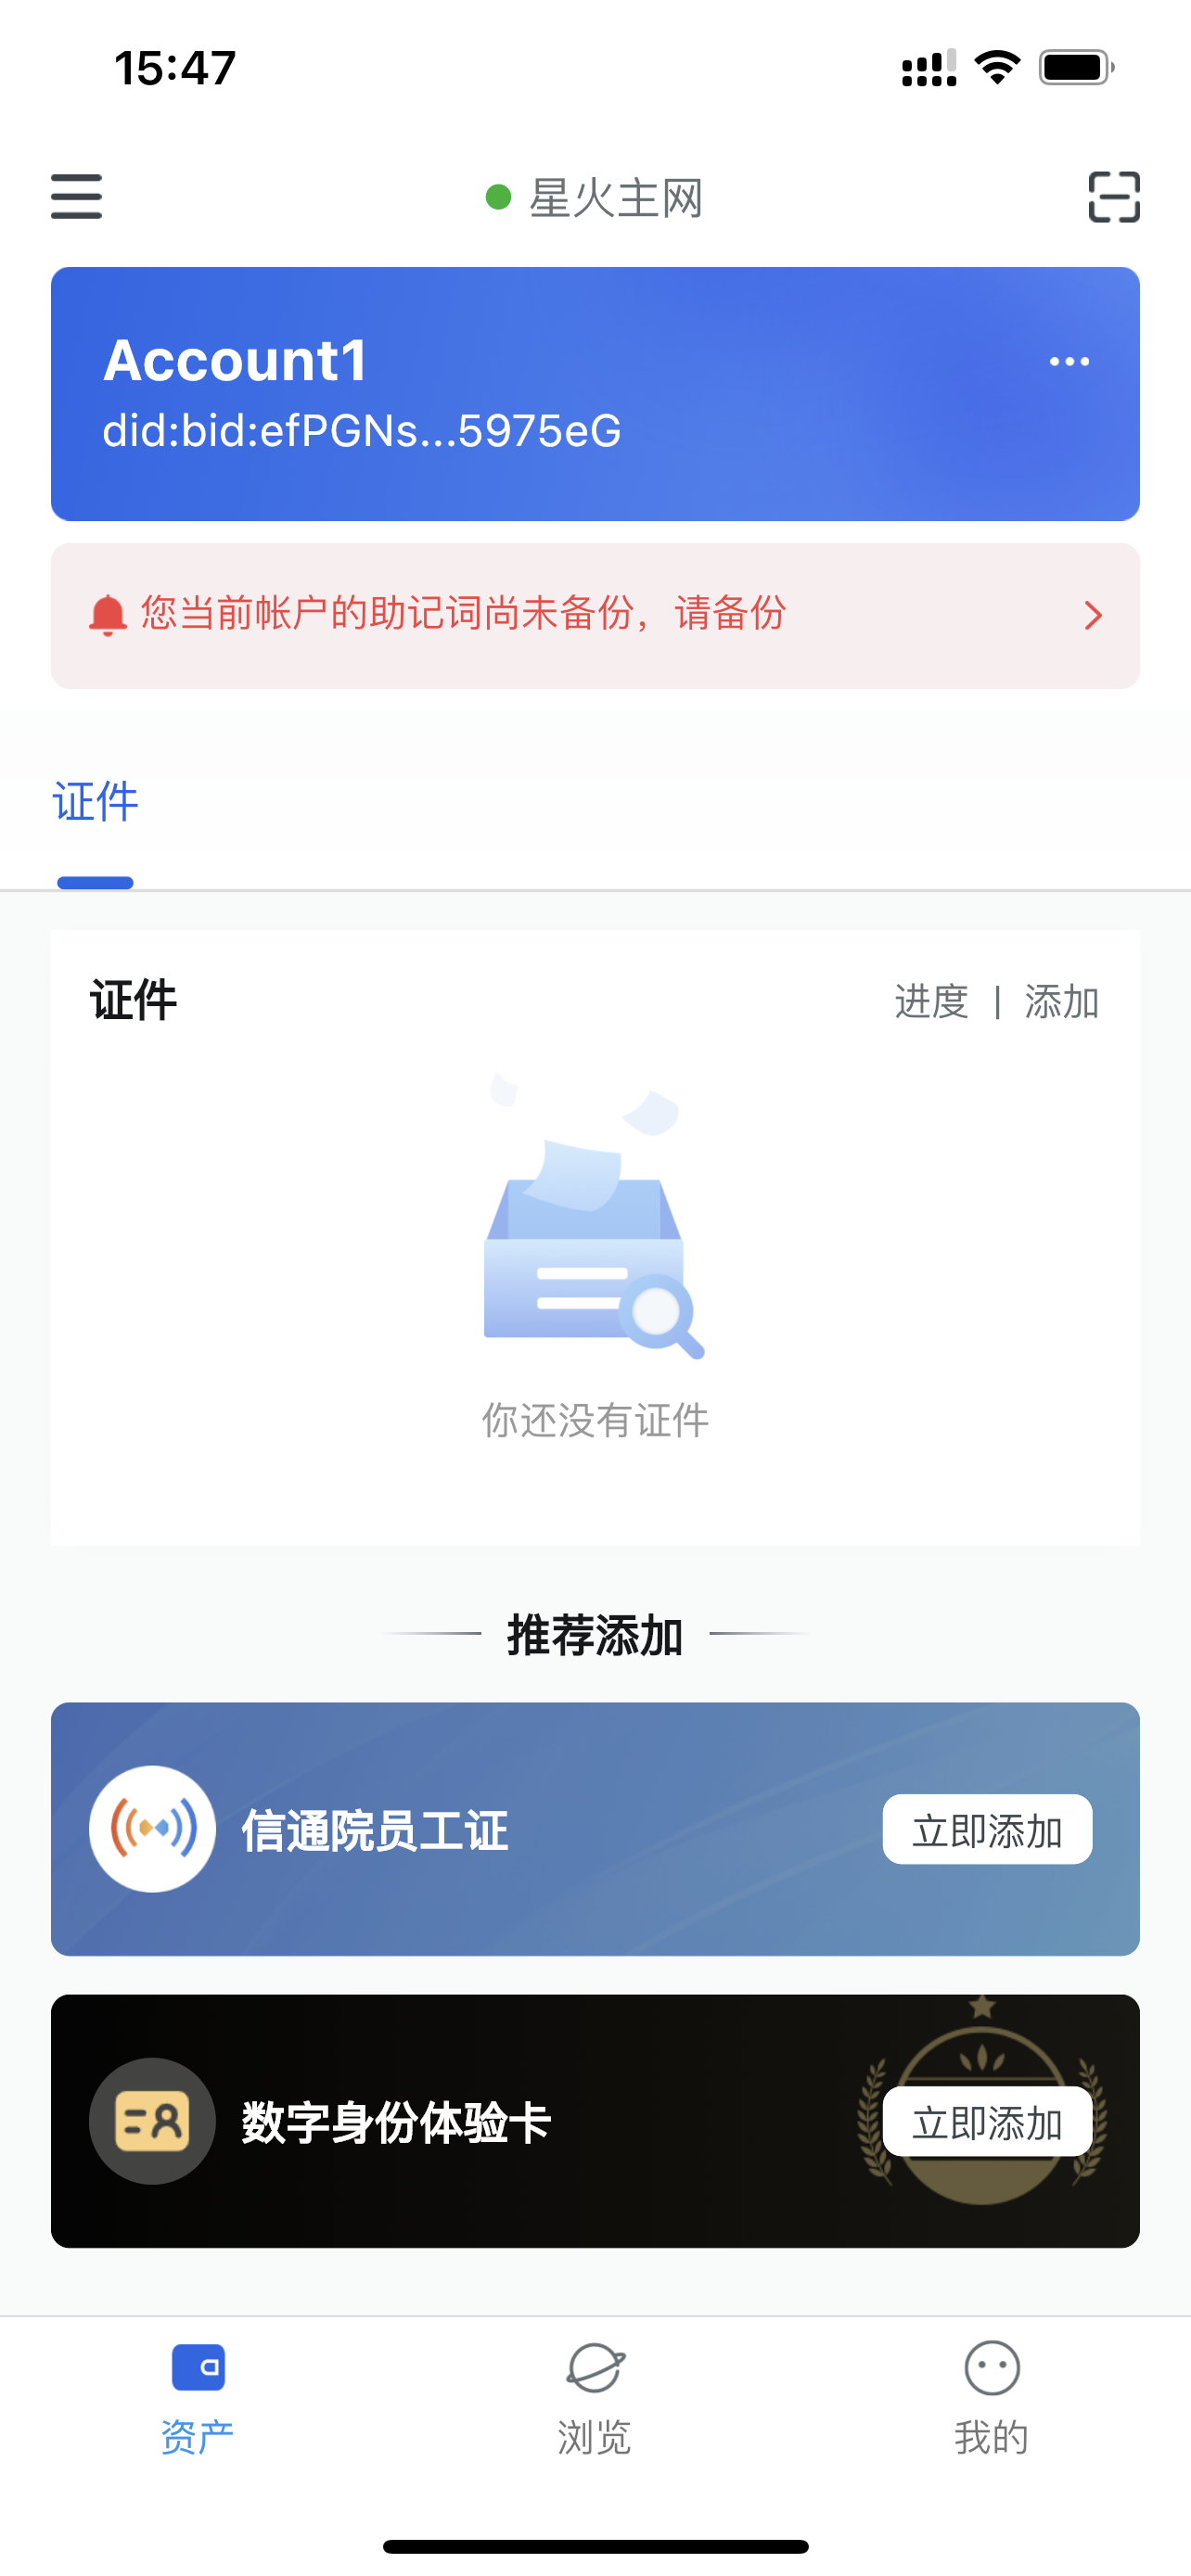 15:47
星火主网
Account1
did:bid:efPGNs...5975eG
您当前帐户的助记词尚未备份，请备份
证件
证件
进度 | 添加
你还没有证件
推荐添加
信通院员工证
立即添加
数字身份体验卡
立即添加
资产
浏览
我的